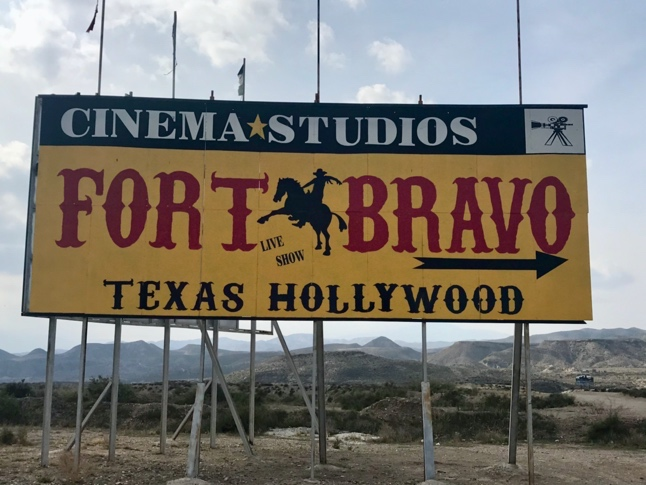 CINEMA STUDIOS
FORT BRAVO
LIVE
SHOW
TEXAS HOLLYWOOD